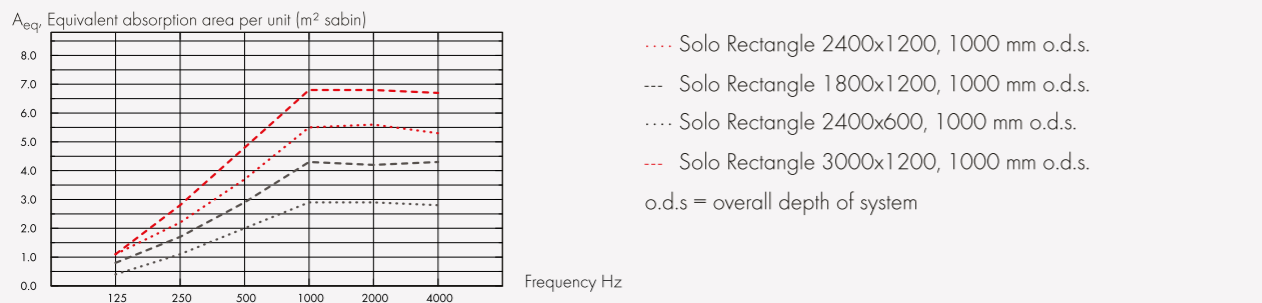 Aeq, Equivalent absorption area per unit (m² sabin)
8.0
7.0
6.0
5.0
4.0
3.0
2.0
1.0
0.0
125 250 500 1000 2000 4000
Frequency Hz
.... Solo Rectangle 2400x1200, 1000 mm o.d.s.
--- Solo Rectangle 1800x1200, 1000 mm o.d.s.
.... Solo Rectangle 2400x600, 1000 mm o.d.s.
--- Solo Rectangle 3000x1200, 1000 mm o.d.s.
o.d.s = overall depth of system